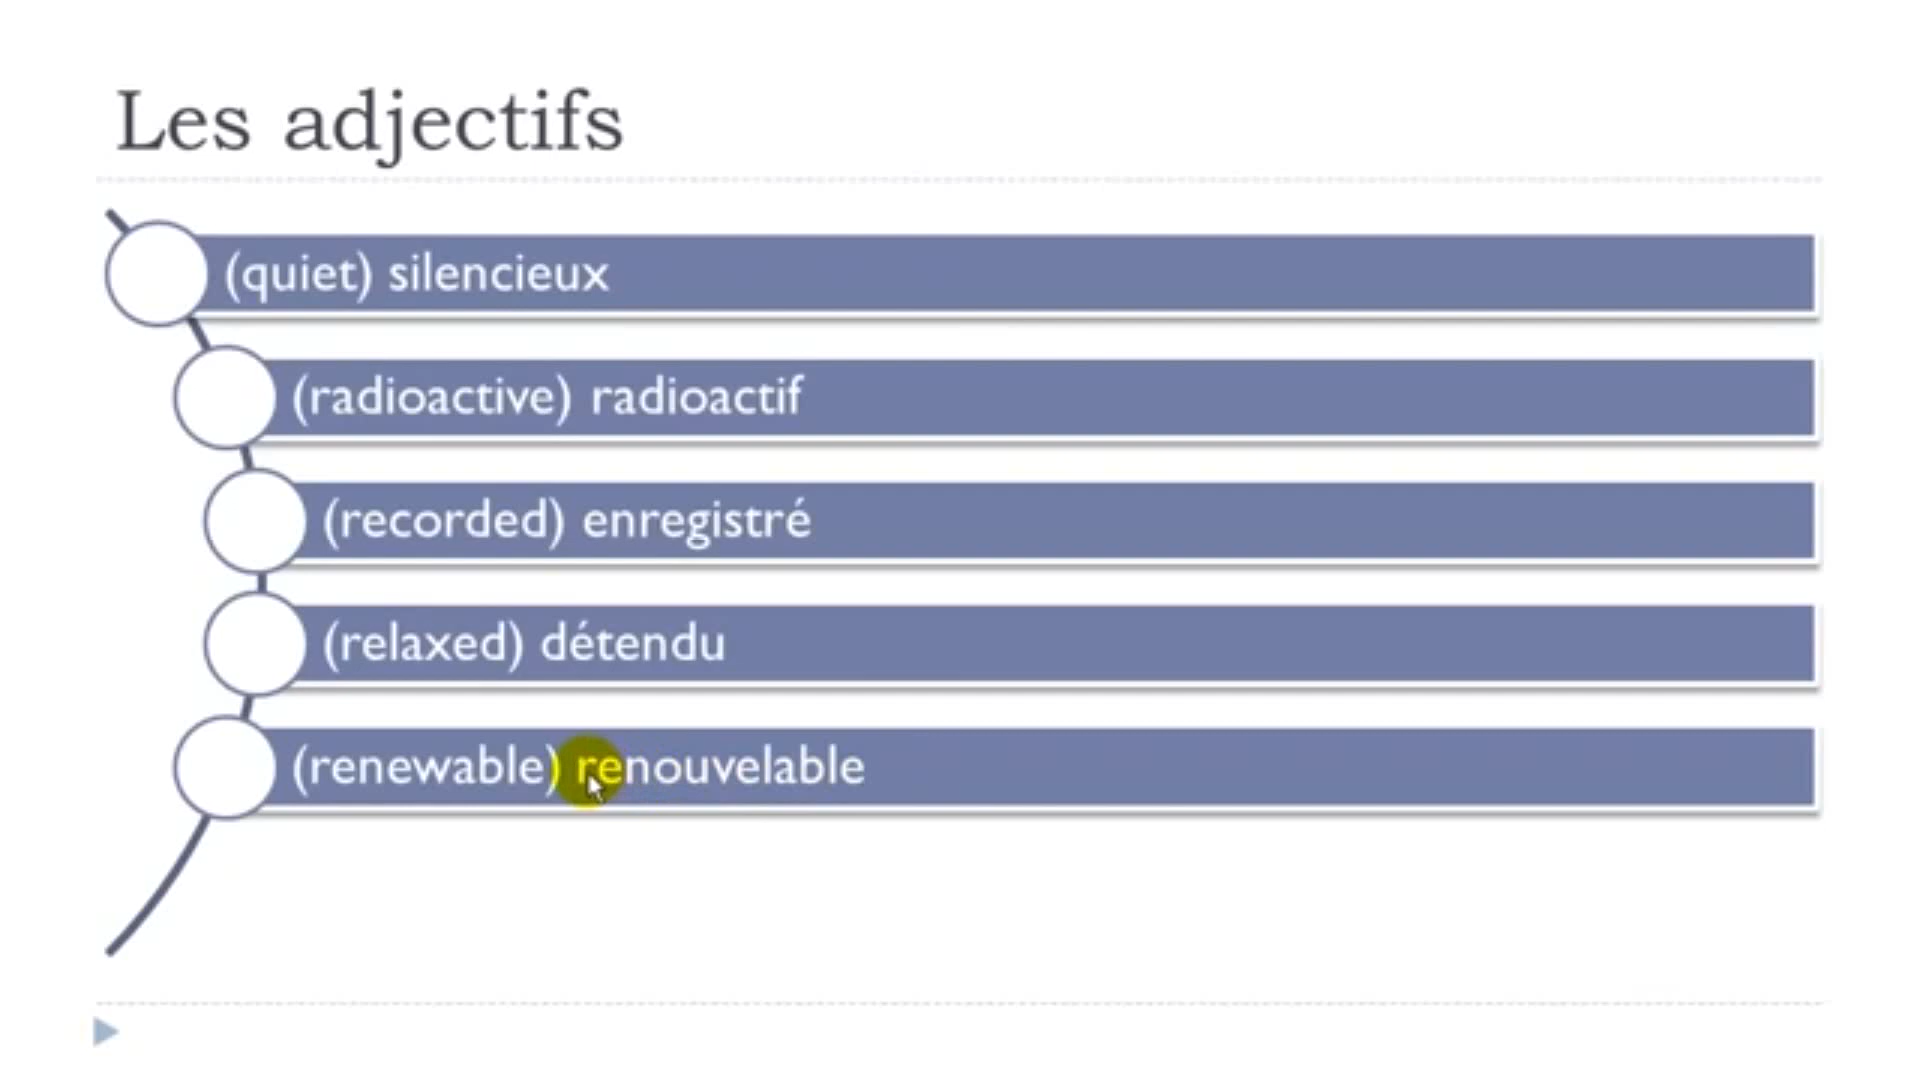 Les adjectifs
(quiet) silencieux
(radioactive) radioactif
(recorded) enregistré
(relaxed) détendu
(renewable) renouvelable